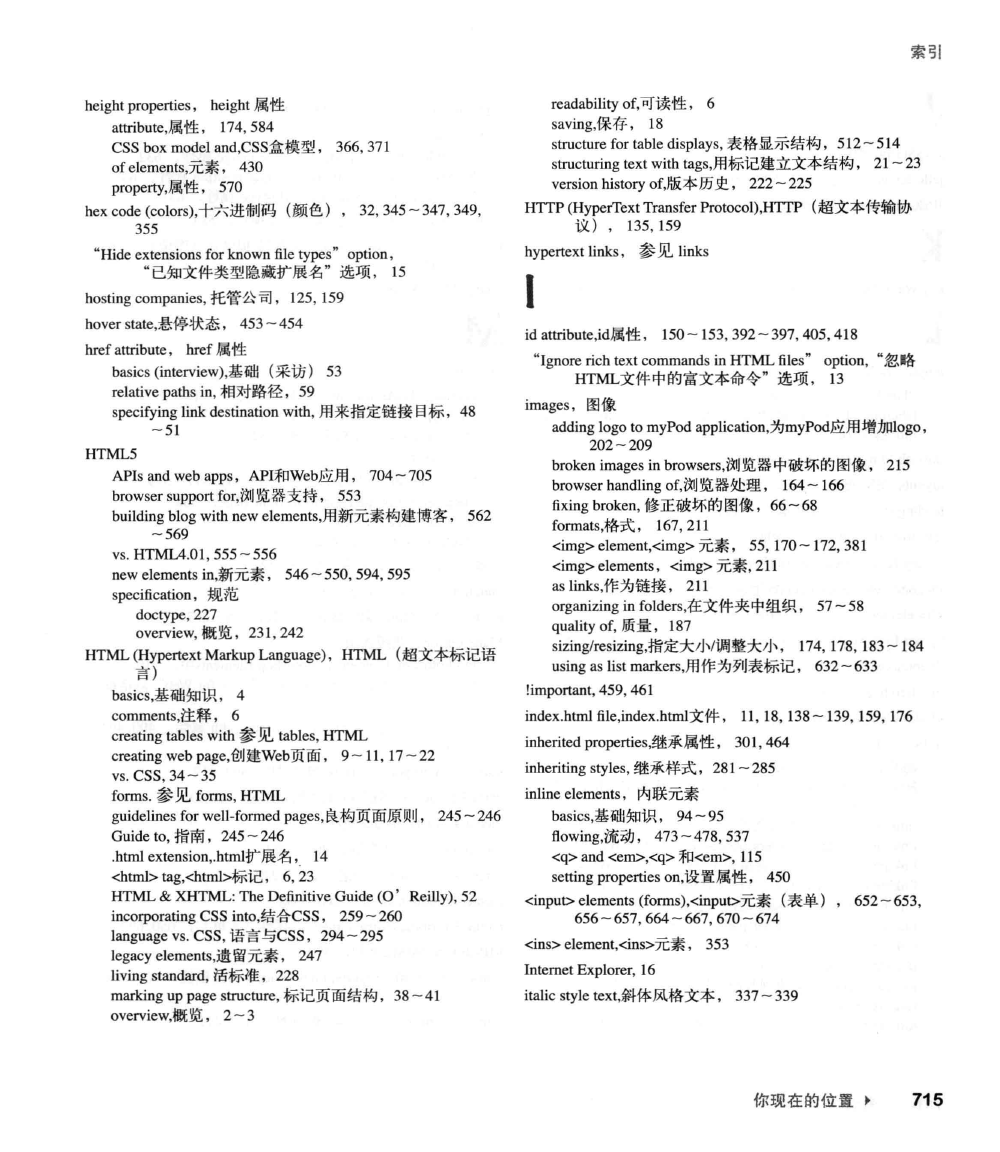 索引
height properties， height 属性
attribute,属性， 174, 584
CSS box model and,CSS盒模型， 366, 371
of elements,元素， 430
property,属性， 570
hex code (colors),十六进制码（颜色）， 32, 345～347, 349,
355
“Hide extensions for known file types”option,
“已知文件类型隐藏扩展名”选项， 15
hosting companies, 托管公司，125, 159
hover state,悬停状态， 453～454
href attribute， href 属性
basics (interview),基础（采访） 53
relative paths in, 相对路径，59
specifying link destination with, 用来指定链接目标，48
～51
HTML5
APIs and web apps，API和Web应用， 704～705
browser support for,浏览器支持， 553
building blog with new elements,用新元素构建博客， 562
～569
vs. HTML4.01, 555～556
new elements in,新元素， 546～550, 594, 595
specification，规范
doctype, 227
overview, 概览，231, 242
HTML (Hypertext Markup Language)，HTML（超文本标记语
言）
basics,基础知识， 4
comments,注释， 6
creating tables with 参见 tables, HTML
creating web page,创建Web页面， 9～11, 17～22
vs. CSS, 34～35
forms. 参见 forms, HTML
guidelines for well-formed pages,良构页面原则， 245～246
Guide to, 指南，245～246
.html extension,.html扩展名， 14
<html> tag,<html>标记， 6, 23
HTML & XHTML: The Definitive Guide (O’Reilly), 52
incorporating CSS into,结合CSS， 259～260
language vs. CSS, 语言与CSS，294～295
legacy elements,遗留元素， 247
living standard, 活标准，228
marking up page structure, 标记页面结构，38～41
overview,概览， 2～3
readability of,可读性， 6
saving,保存， 18
structure for table displays, 表格显示结构，512～514
structuring text with tags,用标记建立文本结构， 21～23
version history of,版本历史， 222～225
HTTP (HyperText Transfer Protocol),HTTP（超文本传输协
议）， 135, 159
hypertext links， 参见 links
I
id attribute,id属性， 150～153, 392～397, 405, 418
“Ignore rich text commands in HTML files” option,“忽略
HTML文件中的富文本命令”选项， 13
images，图像
adding logo to myPod application,为myPod应用增加logo，
202～209
broken images in browsers,浏览器中破坏的图像， 215
browser handling of,浏览器处理， 164～166
fixing broken, 修正破坏的图像，66～68
formats,格式， 167, 211
<img> element,<img> 元素， 55, 170～172, 381
<img> elements，<img> 元素, 211
as links,作为链接， 211
organizing in folders,在文件夹中组织， 57～58
quality of, 质量，187
sizing/resizing,指定大小/调整大小， 174, 178, 183～184
using as list markers,用作为列表标记， 632～633
!important, 459, 461
index.html file,index.html文件， 11, 18, 138～139, 159, 176
inherited properties,继承属性， 301, 464
inheriting styles, 继承样式，281～285
inline elements，内联元素
basics,基础知识， 94～95
flowing,流动， 473～478, 537
<q> and <em>,<q> 和<em>, 115
setting properties on,设置属性， 450
<input> elements (forms),<input>元素（表单）， 652～653,
656～657, 664～667, 670～674
<ins> element,<ins>元素， 353
Internet Explorer, 16
italic style text,斜体风格文本， 337～339
你现在的位置 ▸ 715